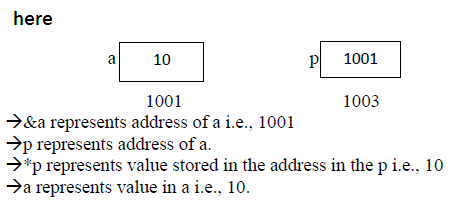 here
a 10 p 1001
1001 1003
→&a represents address of a i.e., 1001
→p represents address of a.
→*p represents value stored in the address in the p i.e., 10
→a represents value in a i.e., 10.